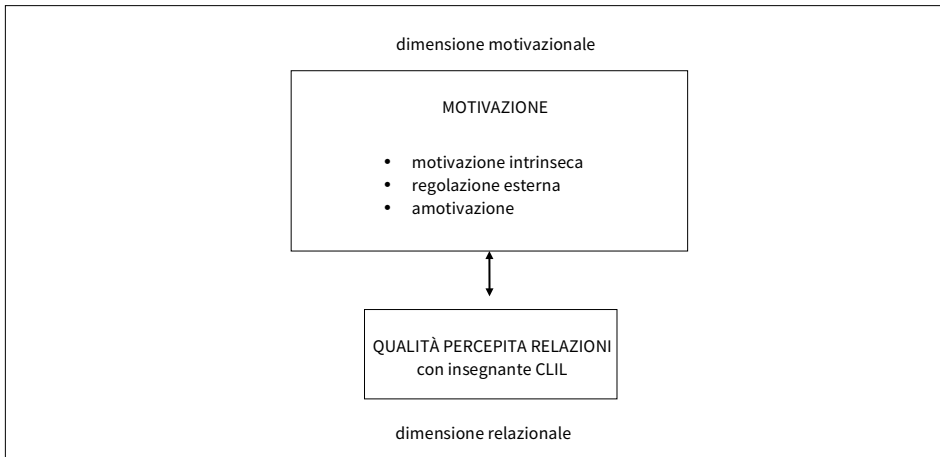 dimensione motivazionale
MOTIVAZIONE
• motivazione intrinseca
• regolazione esterna
• amotivazione
QUALITÀ PERCEPITA RELAZIONI
con insegnante CLIL
dimensione relazionale